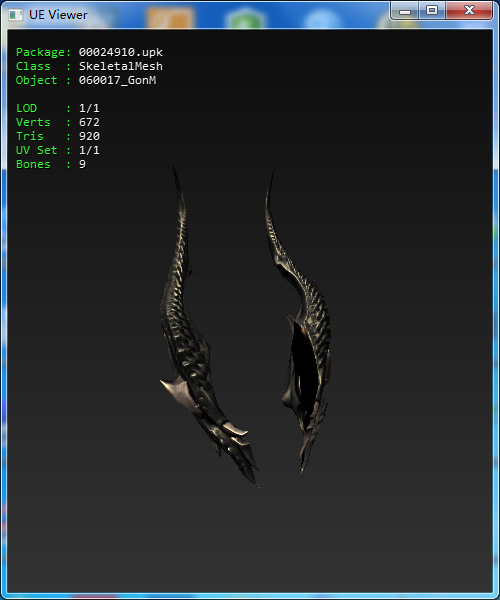 UE Viewer
Package: 00024910.upk
Class : SkeletalMesh
Object : 060017_GonM
LOD : 1/1
Verts : 672
Tris : 920
UV Set : 1/1
Bones : 9